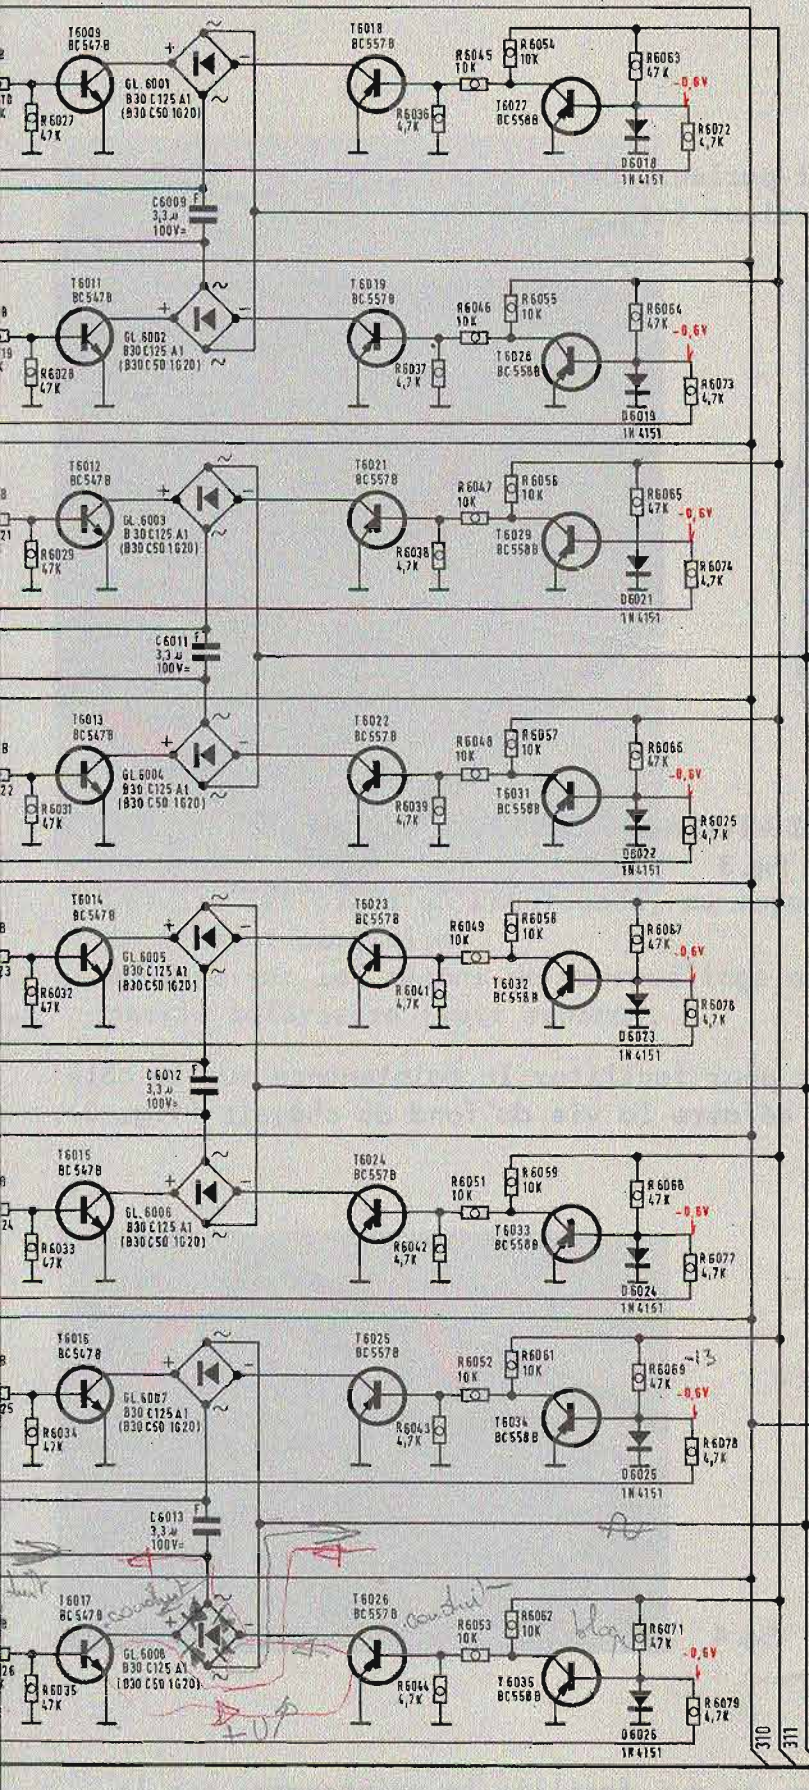 T6009
BC547B
R6027
47K
GL.6001
B30 C125 A1
(B30 C50 1G20)
T6018
BC557B
R6045
10K
R6054
10K
R6036
4,7K
T6027
BC558B
R6063
47K
-0,6V
R6072
4,7K
D6018
1N4151
C6009
3,3µ
100V=
T6011
BC547B
R6028
47K
GL.6002
B30 C125 A1
(B30 C50 1G20)
T6019
BC557B
R6046
10K
R6055
10K
R6037
4,7K
T6028
BC558B
R6064
47K
-0,6V
R6073
4,7K
D6019
1N4151
T6012
BC547B
21
R6029
47K
GL.6003
B30 C125 A1
(B30 C50 1G20)
T6021
BC557B
R6047
10K
R6056
10K
R6038
4,7K
T6029
BC558B
R6065
47K
-0,6V
R6074
4,7K
D6021
1N4151
C6011
3,3µ
100V=
T6013
BC547B
22
R6031
47K
GL.6004
B30 C125 A1
(B30 C50 1G20)
T6022
BC557B
R6048
10K
R6057
10K
R6039
4,7K
T6031
BC558B
R6066
47K
-0,6V
R6025
4,7K
D6022
1N4151
T6014
BC547B
23
R6032
47K
GL.6005
B30 C125 A1
(B30 C50 1G20)
T6023
BC557B
R6049
10K
R6058
10K
R6041
4,7K
T6032
BC558B
R6067
47K
-0,6V
R6076
4,7K
D6023
1N4151
C6012
3,3µ
100V=
T6015
BC547B
24
R6033
47K
GL.6006
B30 C125 A1
(B30 C50 1G20)
T6024
BC557B
R6051
10K
R6059
10K
R6042
4,7K
T6033
BC558B
R6068
47K
-0,6V
R6077
4,7K
D6024
1N4151
T6016
BC547B
25
R6034
47K
GL.6007
B30 C125 A1
(B30 C50 1G20)
T6025
BC557B
R6052
10K
R6061
10K
R6043
4,7K
T6034
BC558B
R6069
47K
-13
-0,6V
R6078
4,7K
D6025
1N4151
C6013
3,3µ
100V=
T6017
BC547B
conduit
26
R6035
47K
GL.6008
B30 C125 A1
(B30 C50 1G20)
T6026
BC557B
conduit
R6053
10K
R6062
10K
R6044
4,7K
T6035
BC558B
R6071
47K
-0,6V
R6079
4,7K
D6026
1N4151
310
311